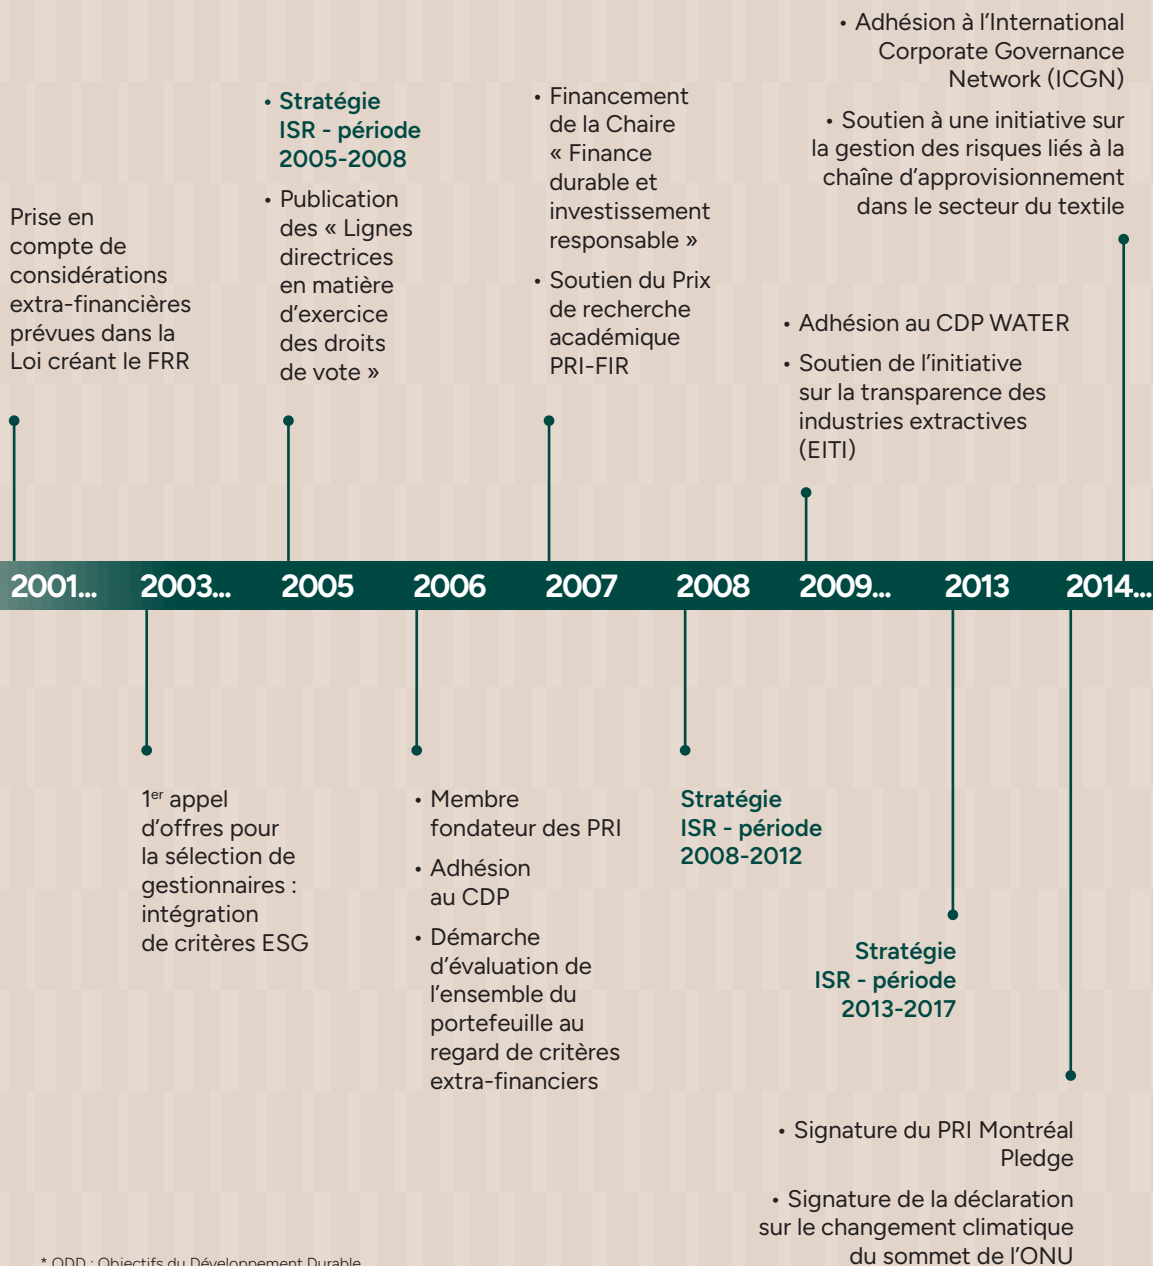 Prise en
compte de
considérations
extra-financières
prévues dans la
Loi créant le FRR
• Stratégie
ISR - période
2005-2008
• Publication
des « Lignes
directrices
en matière
d’exercice
des droits
de vote »
• Financement
de la Chaire
« Finance
durable et
investissement
responsable »
• Soutien du Prix
de recherche
académique
PRI-FIR
• Adhésion au CDP WATER
• Soutien de l’initiative
sur la transparence des
industries extractives
(EITI)
• Adhésion à l’International
Corporate Governance
Network (ICGN)
• Soutien à une initiative sur
la gestion des risques liés à la
chaîne d’approvisionnement
dans le secteur du textile
2001... 2003... 2005 2006 2007 2008 2009... 2013 2014...
1er appel
d’offres pour
la sélection de
gestionnaires :
intégration
de critères ESG
• Membre
fondateur des PRI
• Adhésion
au CDP
• Démarche
d’évaluation de
l’ensemble du
portefeuille au
regard de critères
extra-financiers
Stratégie
ISR - période
2008-2012
Stratégie
ISR - période
2013-2017
• Signature du PRI Montréal
Pledge
• Signature de la déclaration
sur le changement climatique
du sommet de l’ONU
* ODD : Objectifs du Développement Durable